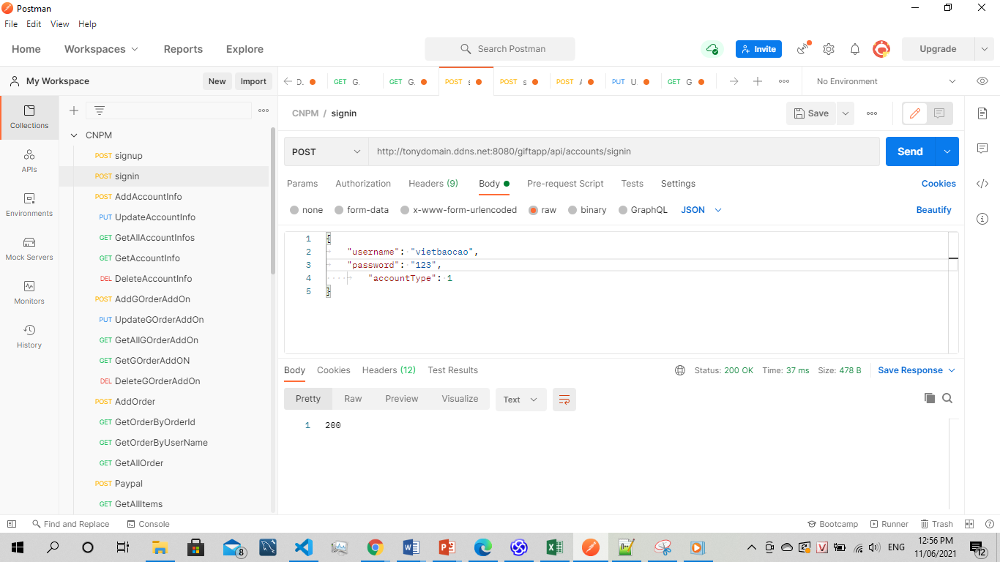 Postman
File Edit View Help
Home Workspaces Reports Explore Search Postman Invite Upgrade
My Workspace New Import
D. GET G. GET G. POST s POST s POST A PUT U. GET G No Environment
Collections
APIs
Environments
Mock Servers
Monitors
History
CNPM
POST signup
POST signin
POST AddAccountInfo
PUT UpdateAccountInfo
GET GetAllAccountInfos
GET GetAccountInfo
DEL DeleteAccountInfo
POST AddGOrderAddOn
PUT UpdateGOrderAddOn
GET GetAllGOrderAddOn
GET GetGOrderAddON
DEL DeleteGOrderAddOn
POST AddOrder
GET GetOrderByOrderId
GET GetOrderByUserName
GET GetAllOrder
POST Paypal
GET GetAllItems
CNPM / signin Save
POST http://tonydomain.ddns.net:8080/giftapp/api/accounts/signin Send
Params Authorization Headers (9) Body Pre-request Script Tests Settings Cookies
none form-data x-www-form-urlencoded raw binary GraphQL JSON Beautify
1 {
2 "username": "vietbaocao",
3 "password": "123",
4 "accountType": 1
5 }
Body Cookies Headers (12) Test Results Status: 200 OK Time: 37 ms Size: 478 B Save Response
Pretty Raw Preview Visualize Text
1 200
Find and Replace Console Bootcamp Runner Trash
8 ENG 12:56 PM
11/06/2021 12